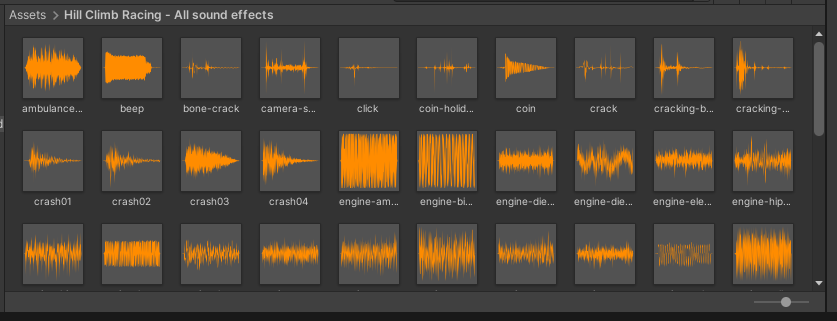 Assets > Hill Climb Racing - All sound effects
ambulance... beep bone-crack camera-s... click coin-holid... coin crack cracking-b... cracking-...
crash01 crash02 crash03 crash04 engine-am... engine-bi... engine-die... engine-die... engine-ele... engine-hip...